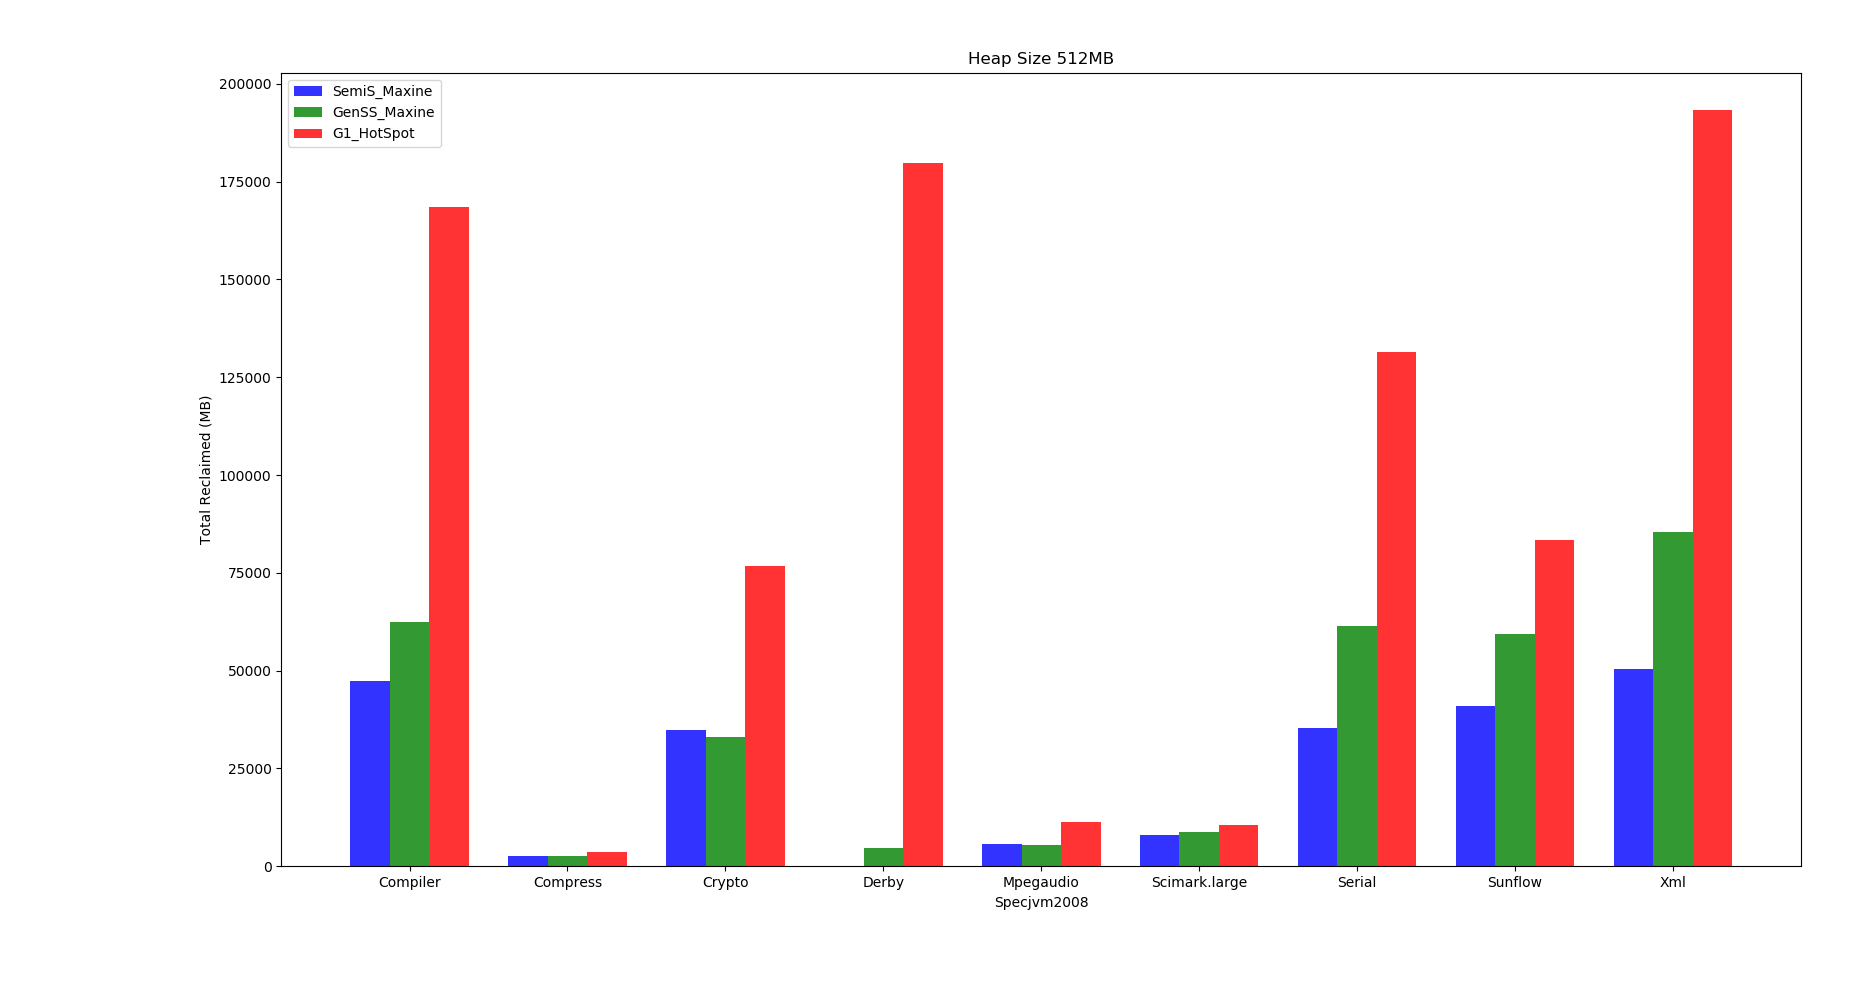 Heap Size 512MB
SemiS_Maxine
GenSS_Maxine
G1_HotSpot
200000
175000
150000
125000
100000
75000
50000
25000
0
Total Reclaimed (MB)
Compiler Compress Crypto Derby Mpegaudio Scimark.large Serial Sunflow Xml
Specjvm2008